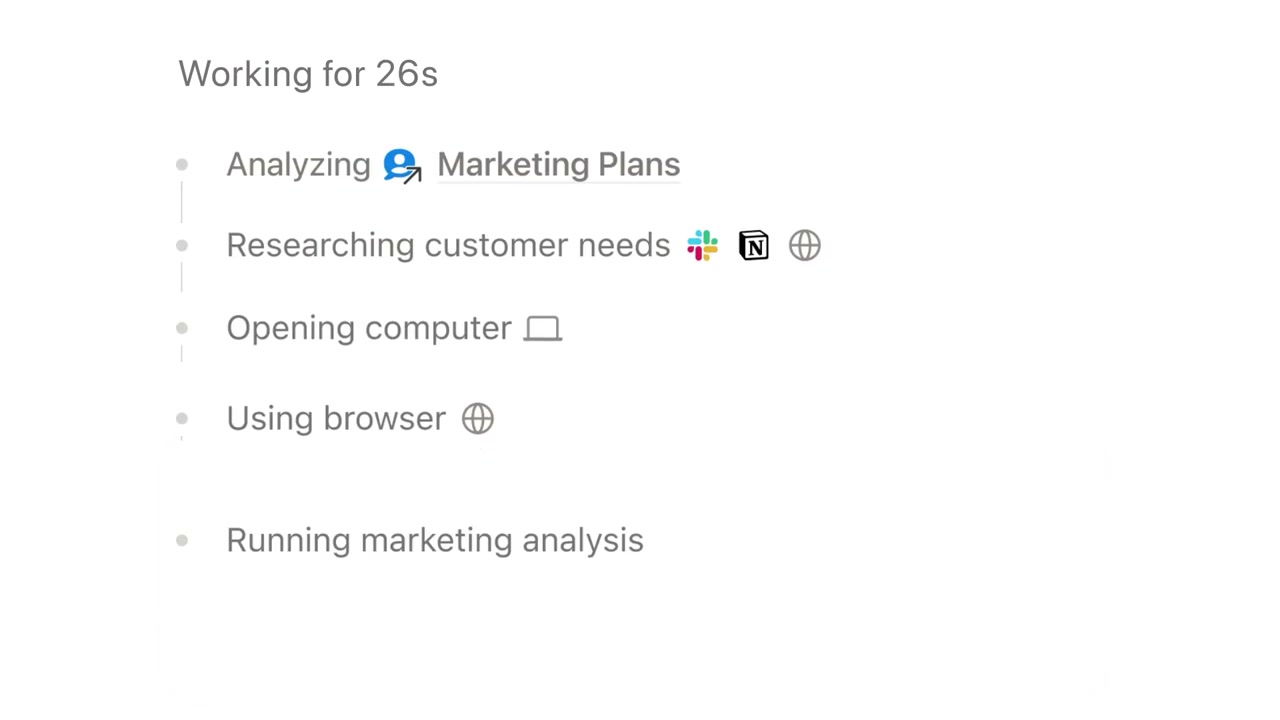 Working for 26s
Analyzing Marketing Plans
Researching customer needs N
Opening computer
Using browser
Running marketing analysis